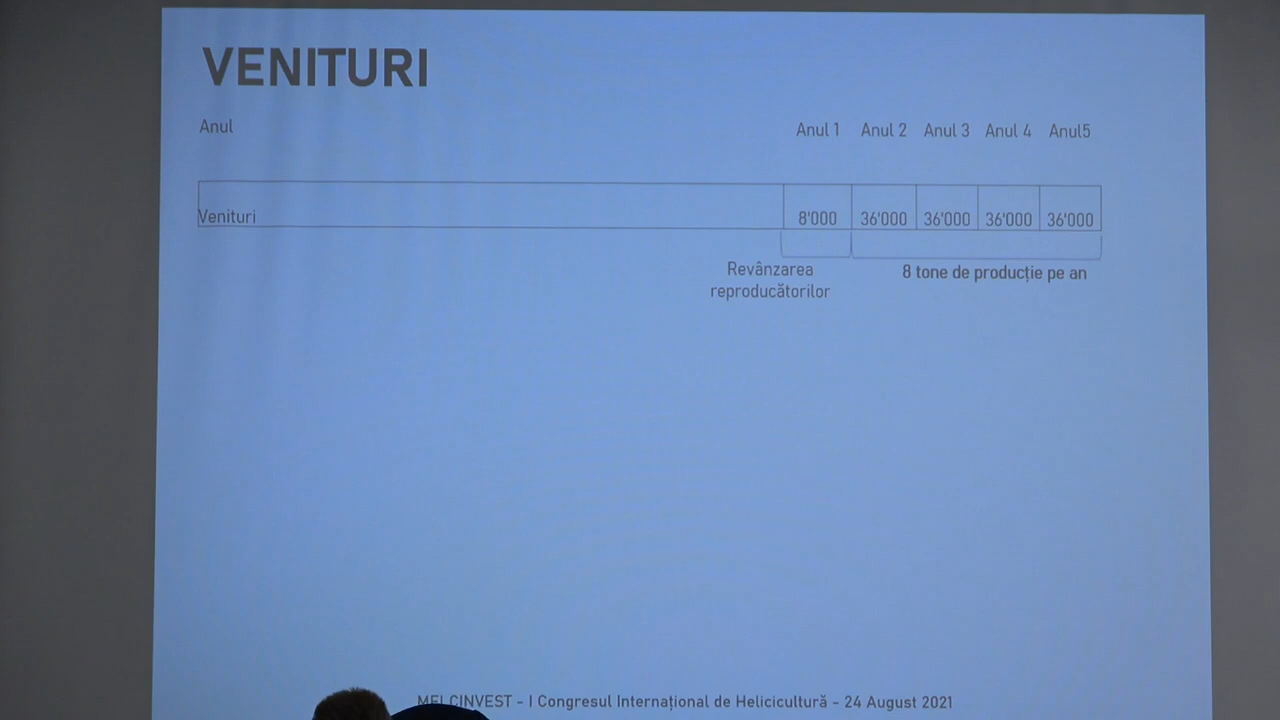 VENITURI
Anul Anul 1 Anul 2 Anul 3 Anul 4 Anul5
Venituri 8'000 36'000 36'000 36'000 36'000
Revânzarea
reproducătorilor
8 tone de producție pe an
MELCINVEST - I Congresul Internațional de Helicicultură - 24 August 2021